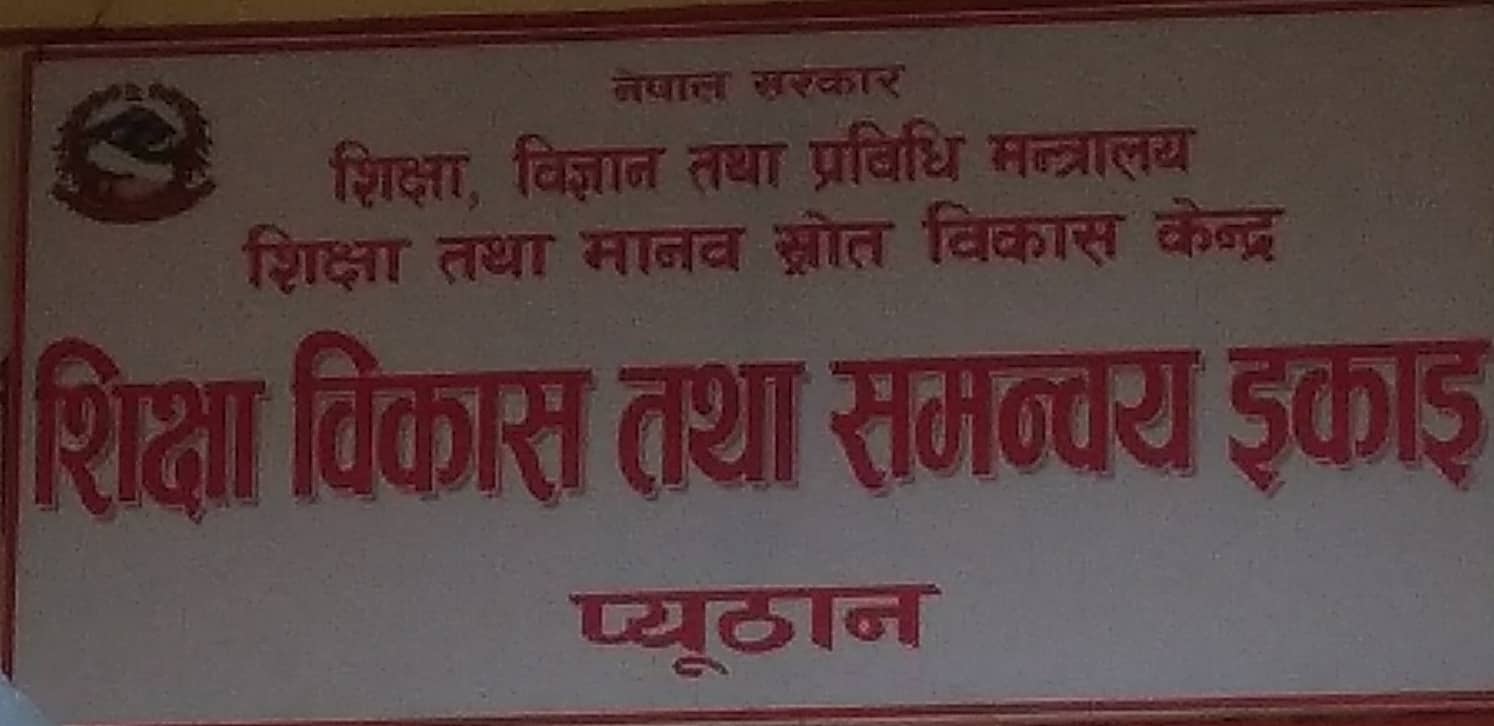 नेपाल सरकार
शिक्षा, विज्ञान तथा प्रविधि मन्त्रालय
शिक्षा तथा मानव स्रोत विकास केन्द्र
शिक्षा विकास तथा समन्वय इकाइ
प्यूठान